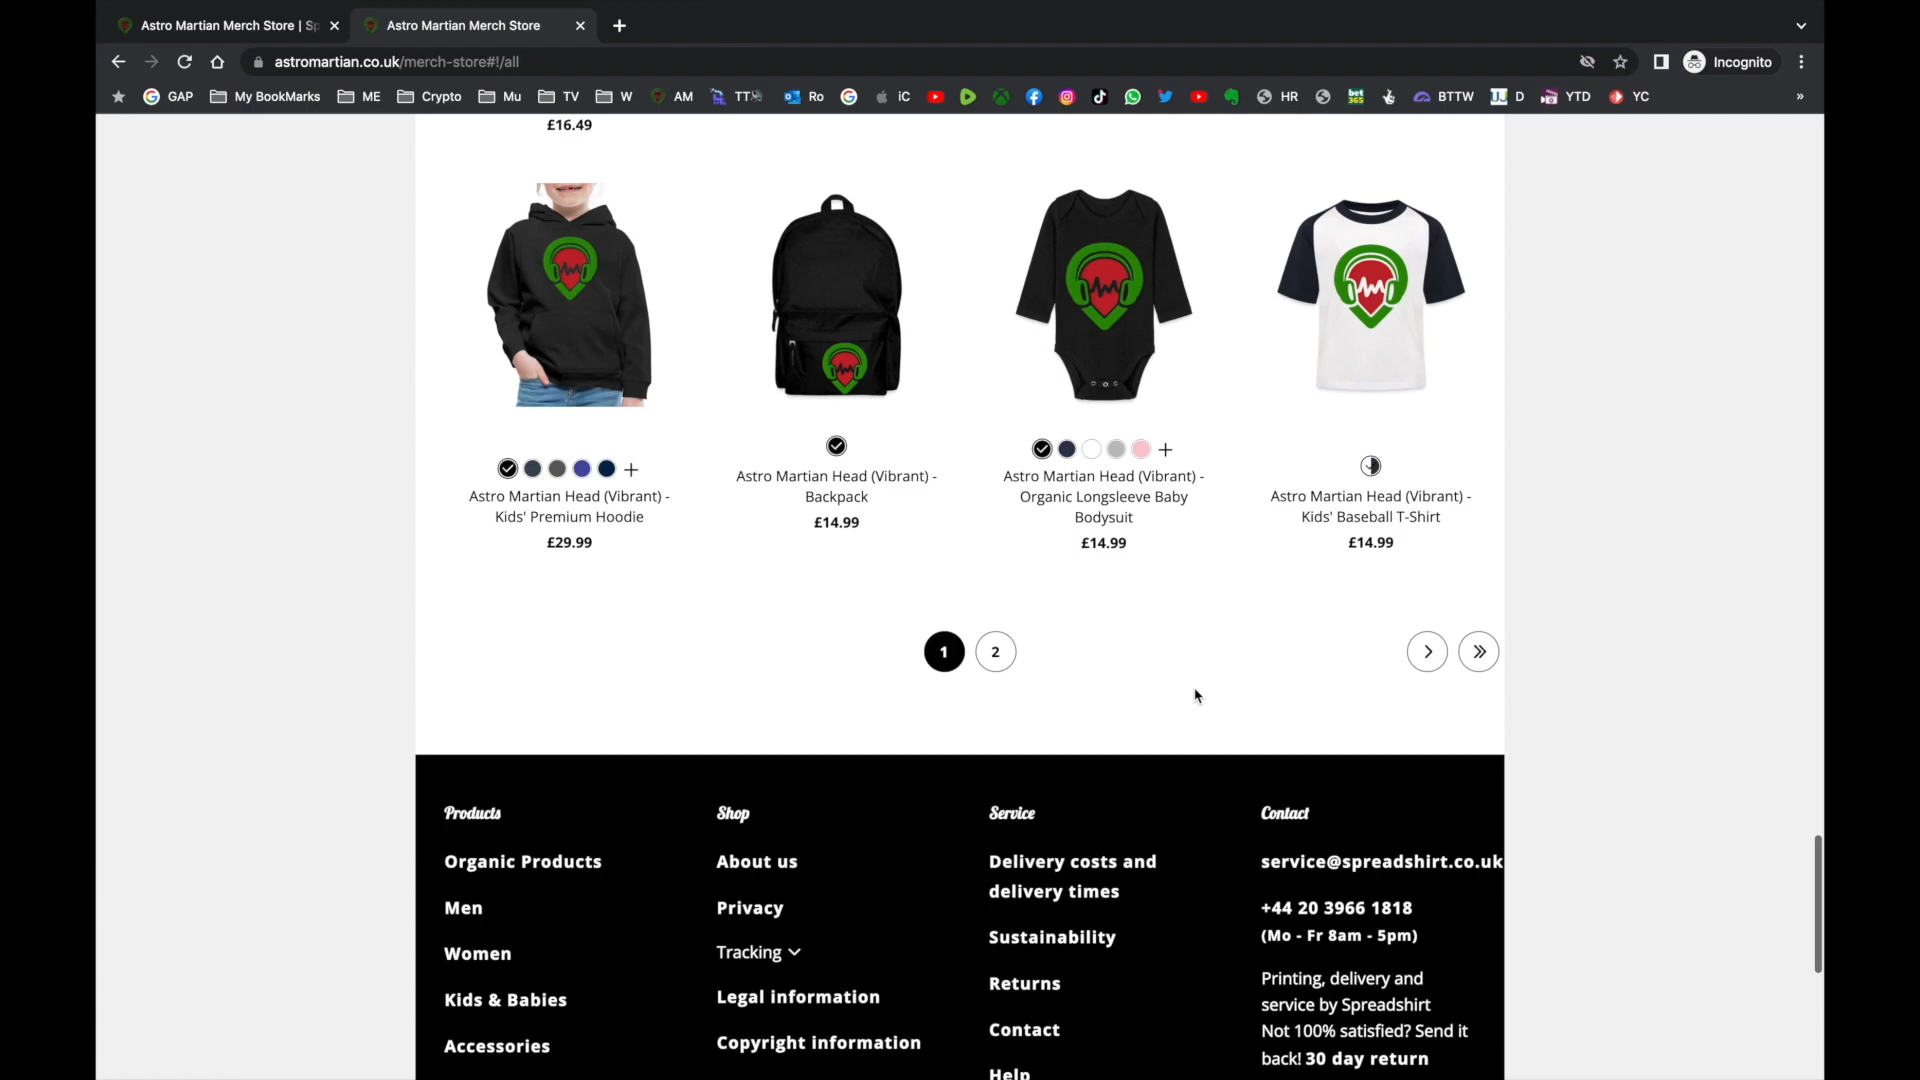 Astro Martian Merch Store | Sp
Astro Martian Merch Store
astromartian.co.uk/merch-store#!/all
Incognito
GAP
My BookMarks
ME
Crypto
Mu
TV
W
AM
TT
Ro
iC
HR
bet365
BTTW
D
YTD
YC
£16.49
Astro Martian Head (Vibrant) -
Kids' Premium Hoodie
£29.99
Astro Martian Head (Vibrant) -
Backpack
£14.99
Astro Martian Head (Vibrant) -
Organic Longsleeve Baby
Bodysuit
£14.99
Astro Martian Head (Vibrant) -
Kids' Baseball T-Shirt
£14.99
1
2
Products
Organic Products
Men
Women
Kids & Babies
Accessories
Shop
About us
Privacy
Tracking
Legal information
Copyright information
Service
Delivery costs and
delivery times
Sustainability
Returns
Contact
Help
Contact
service@spreadshirt.co.uk
+44 20 3966 1818
(Mo - Fr 8am - 5pm)
Printing, delivery and
service by Spreadshirt
Not 100% satisfied? Send it
back! 30 day return